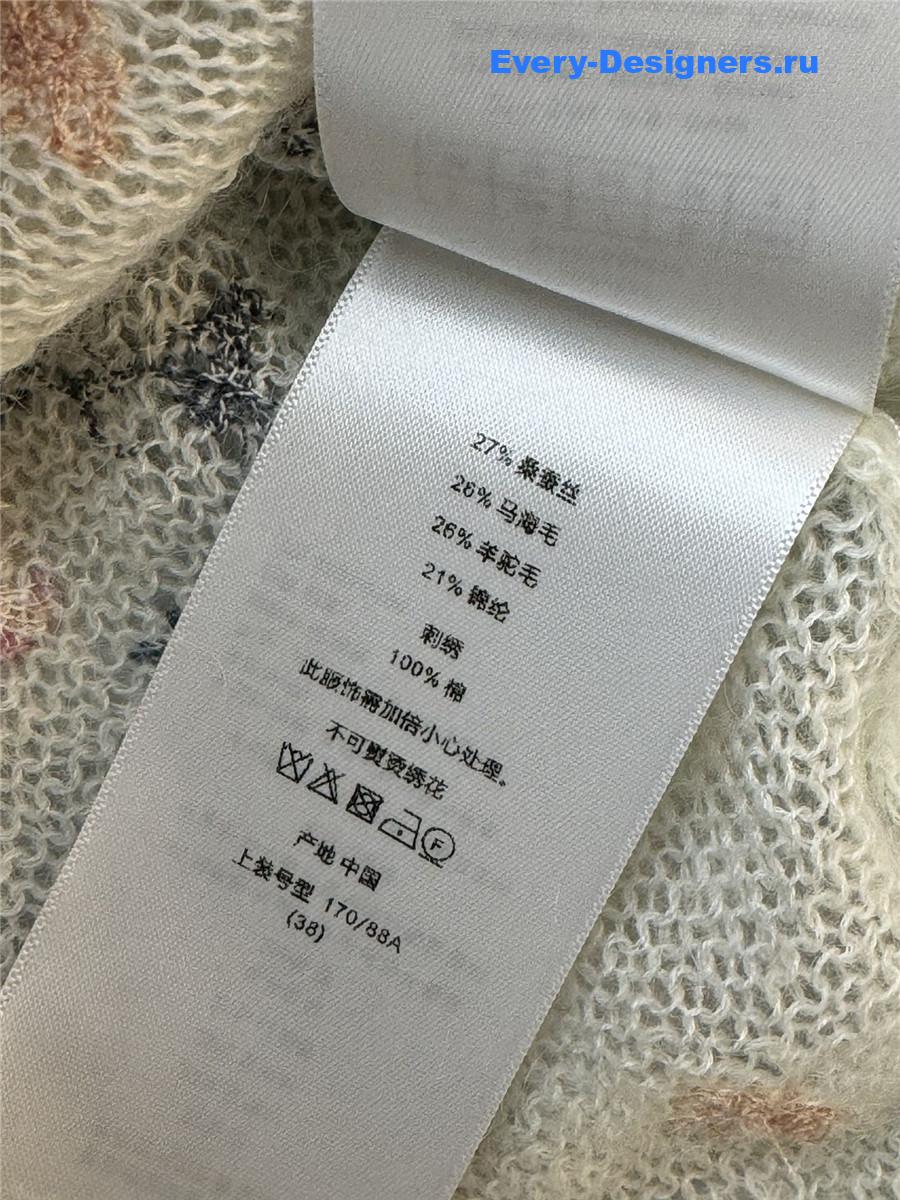 Every-Designers.ru
27% 桑蚕丝
26% 马海毛
26% 羊驼毛
21% 锦纶
刺绣
100% 棉
此服饰需加倍小心处理。
不可熨烫绣花
F
产地 中国
上装号型 170/88A
(38)